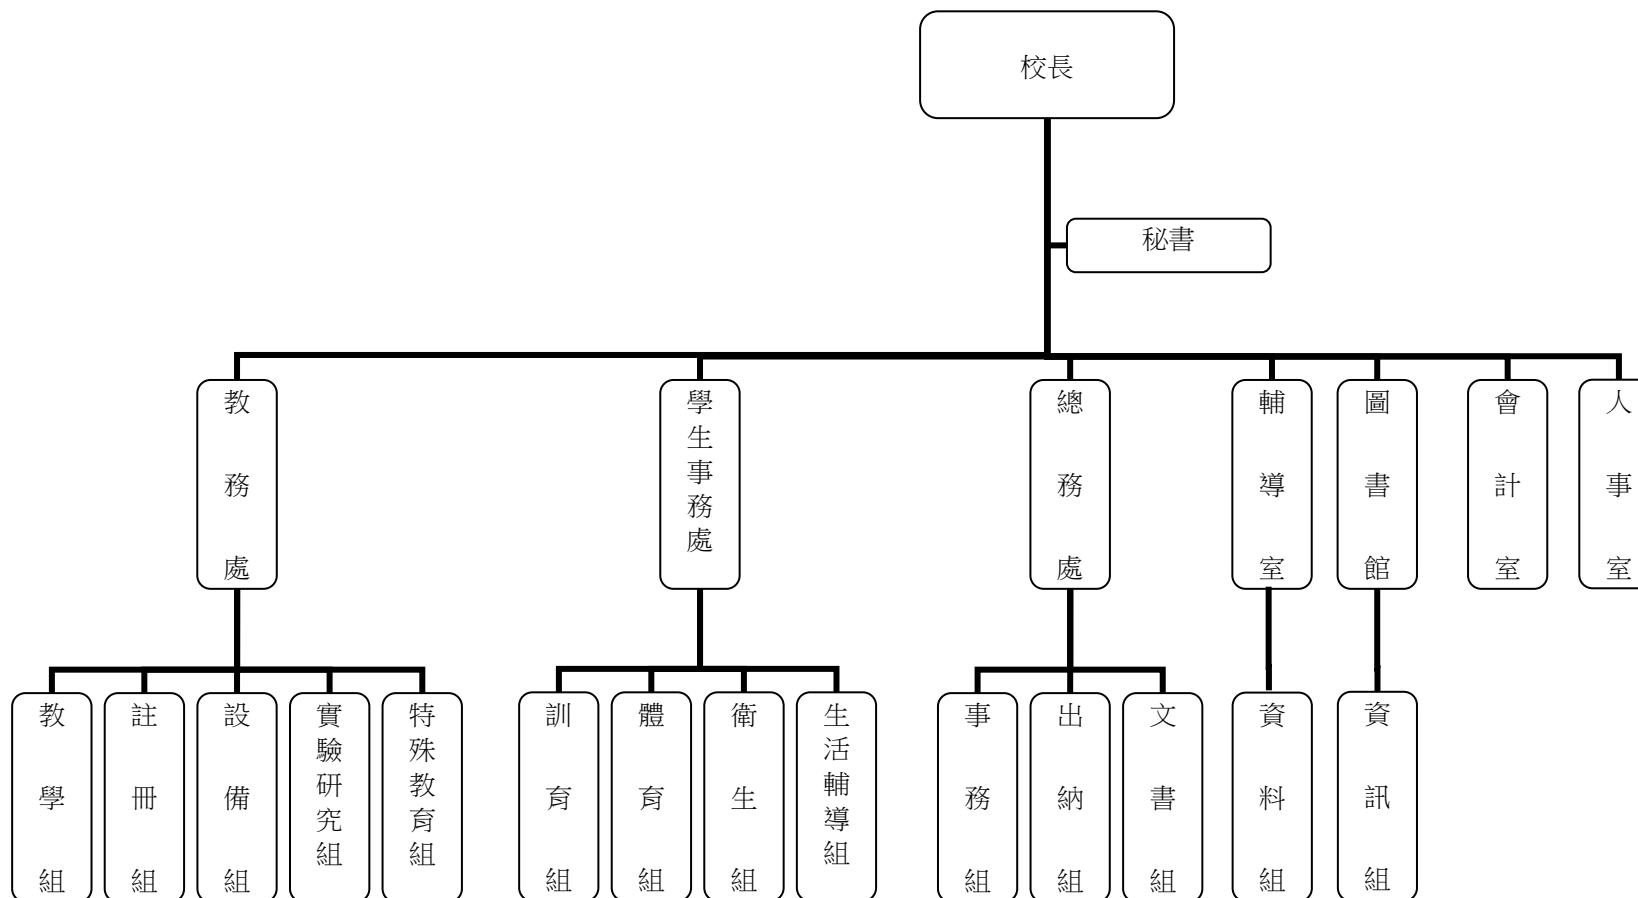 校長
秘書
教務處
學生事務處
總務處
輔導室
圖書館
會計室
人事室
教學組
註冊組
設備組
實驗研究組
特殊教育組
訓育組
體育組
衛生組
生活輔導組
事務組
出納組
文書組
資料組
資訊組